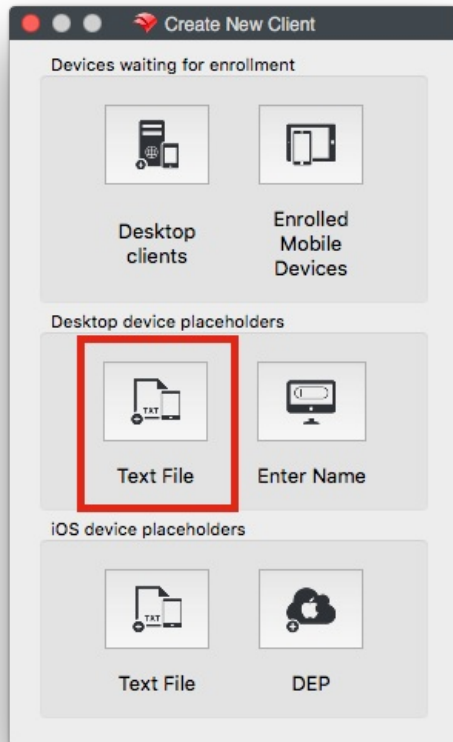 Create New Client
Devices waiting for enrollment
Desktop
clients
Enrolled
Mobile
Devices
Desktop device placeholders
TXT
Text File
Enter Name
iOS device placeholders
TXT
Text File
DEP